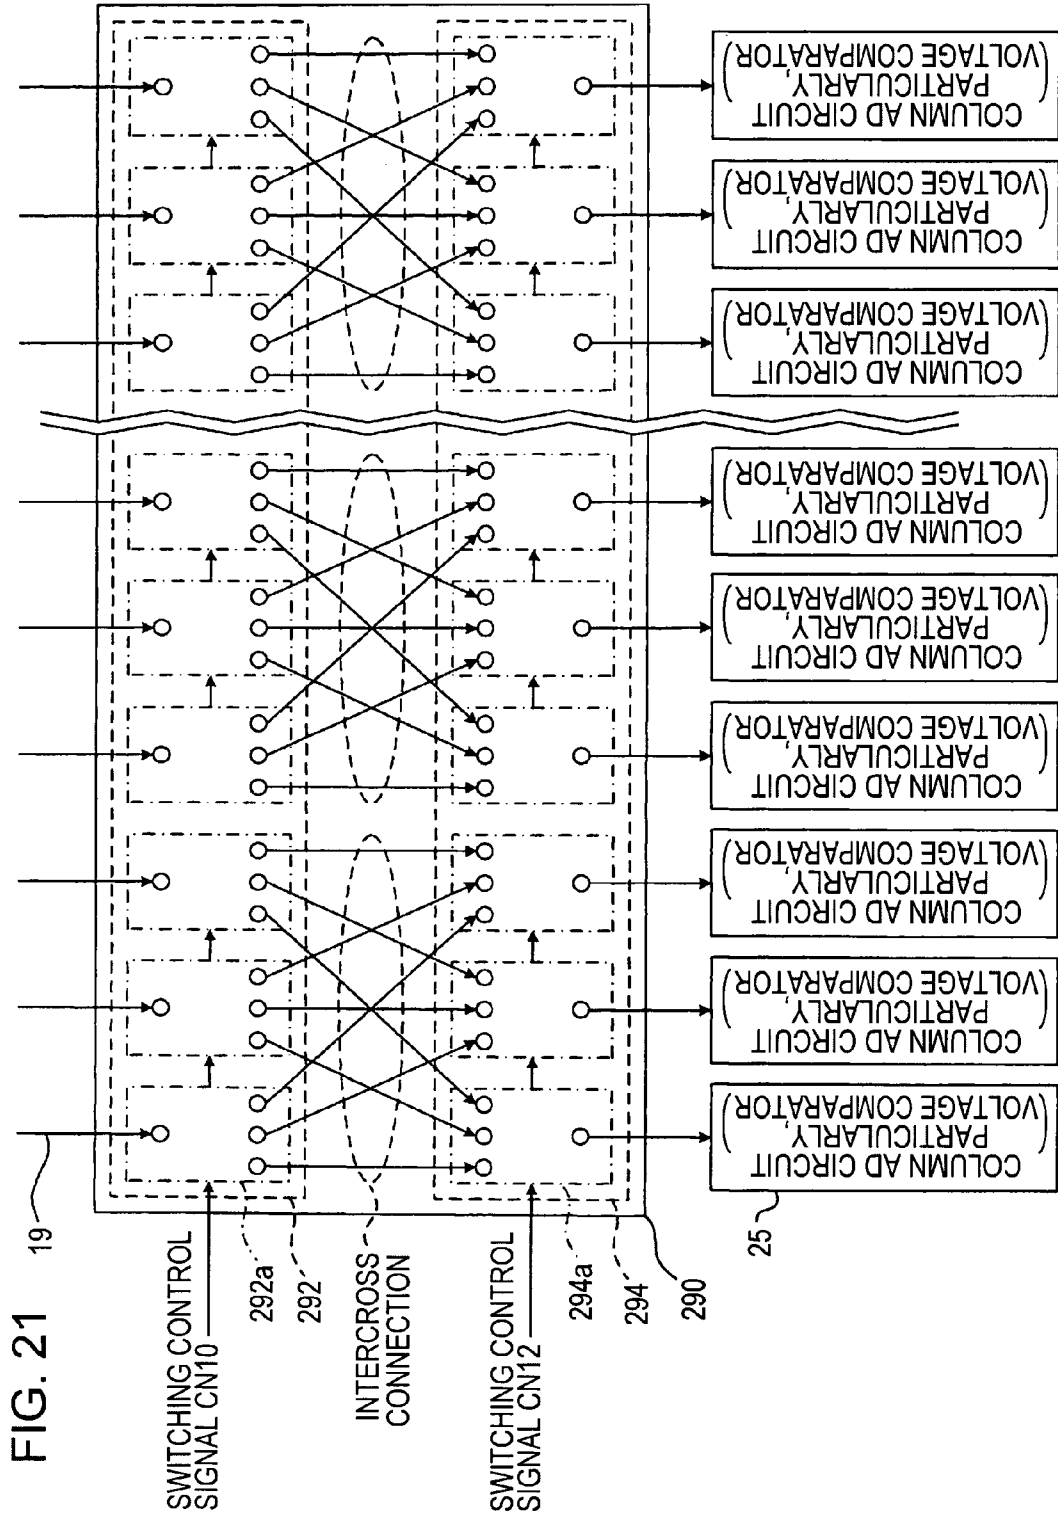 FIG. 21
19
SWITCHING CONTROL
SIGNAL CN10
292a
292
INTERCROSS
CONNECTION
SWITCHING CONTROL
SIGNAL CN12
294a
294
290
25
COLUMN AD CIRCUIT
(PARTICULARLY,
VOLTAGE COMPARATOR)
COLUMN AD CIRCUIT
(PARTICULARLY,
VOLTAGE COMPARATOR)
COLUMN AD CIRCUIT
(PARTICULARLY,
VOLTAGE COMPARATOR)
COLUMN AD CIRCUIT
(PARTICULARLY,
VOLTAGE COMPARATOR)
COLUMN AD CIRCUIT
(PARTICULARLY,
VOLTAGE COMPARATOR)
COLUMN AD CIRCUIT
(PARTICULARLY,
VOLTAGE COMPARATOR)
COLUMN AD CIRCUIT
(PARTICULARLY,
VOLTAGE COMPARATOR)
COLUMN AD CIRCUIT
(PARTICULARLY,
VOLTAGE COMPARATOR)
COLUMN AD CIRCUIT
(PARTICULARLY,
VOLTAGE COMPARATOR)